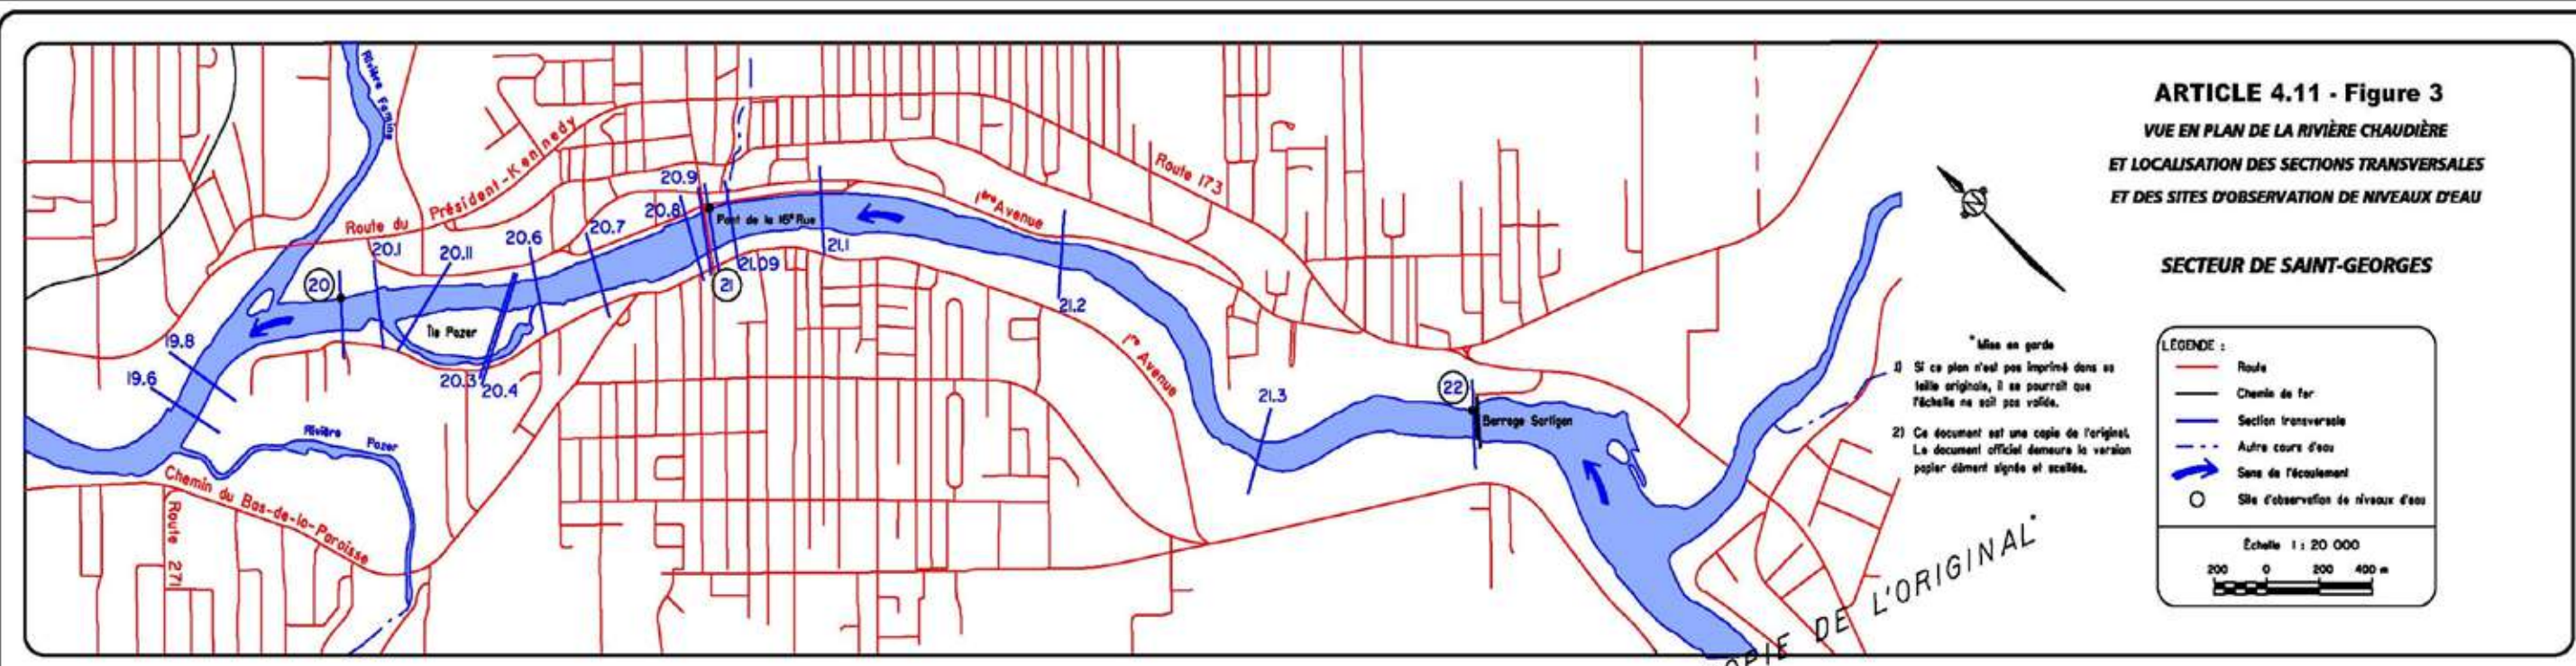 ARTICLE 4.11 - Figure 3
VUE EN PLAN DE LA RIVIÈRE CHAUDIÈRE
ET LOCALISATION DES SECTIONS TRANSVERSALES
ET DES SITES D'OBSERVATION DE NIVEAUX D'EAU
SECTEUR DE SAINT-GEORGES
Rivière Famine
Route du Président-Kennedy
Route 173
1ère Avenue
20.9
20.8
Pont de la 16e Rue
20.7
20.6
20.1
20.11
20
21.1
21.09
21
21.2
Île Pozer
19.8
19.6
20.3
20.4
1re Avenue
21.3
22
Barrage Sartigan
Rivière Pozer
Chemin du Bas-de-la-Paroisse
Route 271
* Mise en garde
1) Si ce plan n'est pas imprimé dans sa
taille originale, il se pourrait que
l'échelle ne soit pas valide.
2) Ce document est une copie de l'original.
Le document officiel demeure la version
papier dûment signée et scellée.
COPIE DE L'ORIGINAL*
LÉGENDE :
Route
Chemin de fer
Section transversale
Autre cours d'eau
Sens de l'écoulement
Site d'observation de niveaux d'eau
Échelle 1 : 20 000
200 0 200 400 m